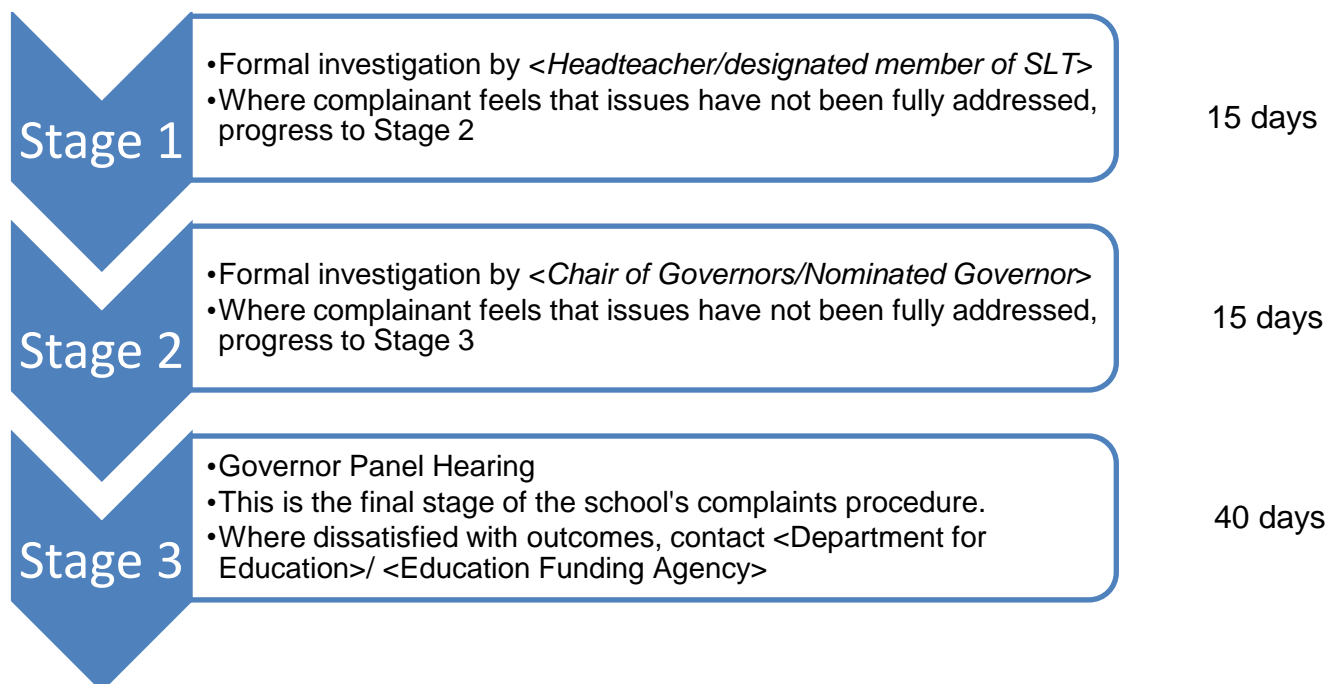 Stage 1
•Formal investigation by <Headteacher/designated member of SLT>
•Where complainant feels that issues have not been fully addressed,
progress to Stage 2
15 days
Stage 2
•Formal investigation by <Chair of Governors/Nominated Governor>
•Where complainant feels that issues have not been fully addressed,
progress to Stage 3
15 days
Stage 3
•Governor Panel Hearing
•This is the final stage of the school's complaints procedure.
•Where dissatisfied with outcomes, contact <Department for
Education>/ <Education Funding Agency>
40 days